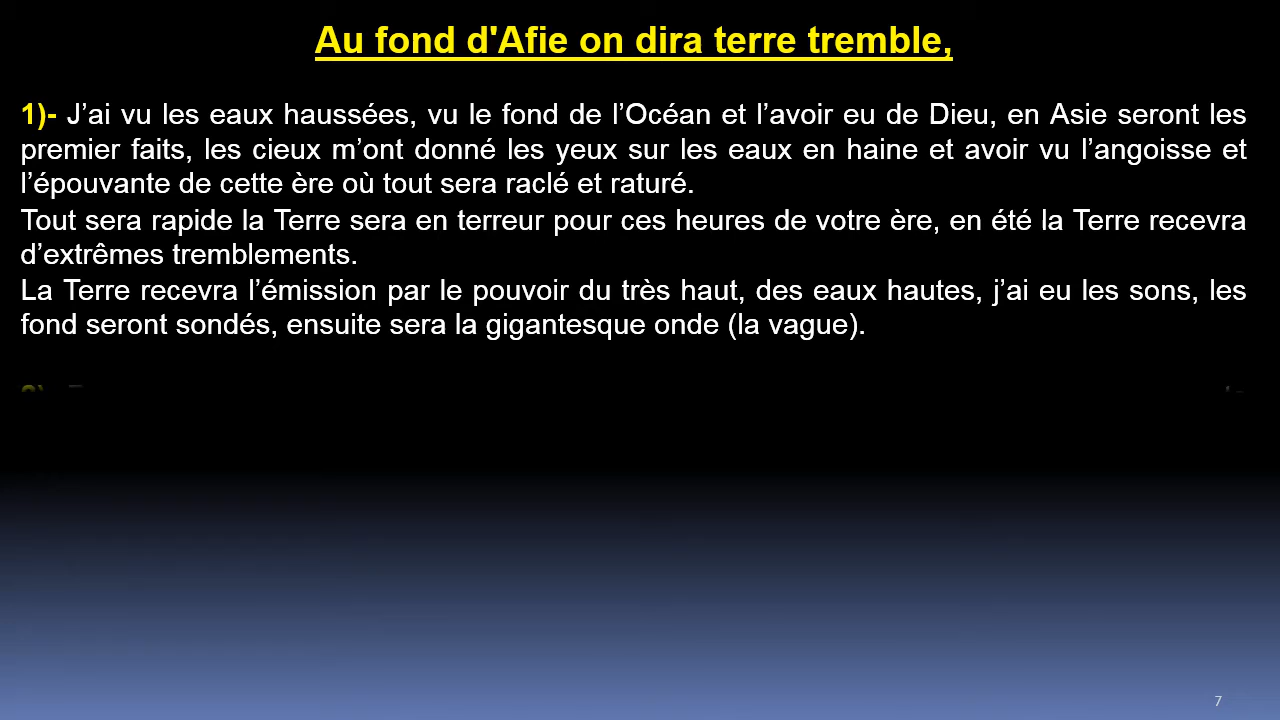 Au fond d'Afie on dira terre tremble,
1)- J’ai vu les eaux haussées, vu le fond de l’Océan et l’avoir eu de Dieu, en Asie seront les
premier faits, les cieux m’ont donné les yeux sur les eaux en haine et avoir vu l’angoisse et
l’épouvante de cette ère où tout sera raclé et raturé.
Tout sera rapide la Terre sera en terreur pour ces heures de votre ère, en été la Terre recevra
d’extrêmes tremblements.
La Terre recevra l’émission par le pouvoir du très haut, des eaux hautes, j’ai eu les sons, les
fond seront sondés, ensuite sera la gigantesque onde (la vague).
7